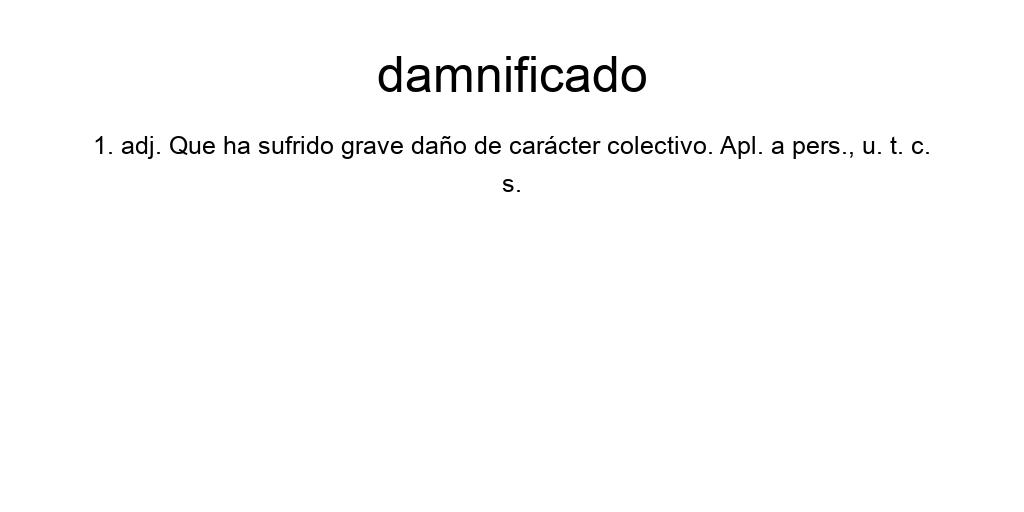 damnificado
1. adj. Que ha sufrido grave daño de carácter colectivo. Apl. a pers., u. t. c.
s.